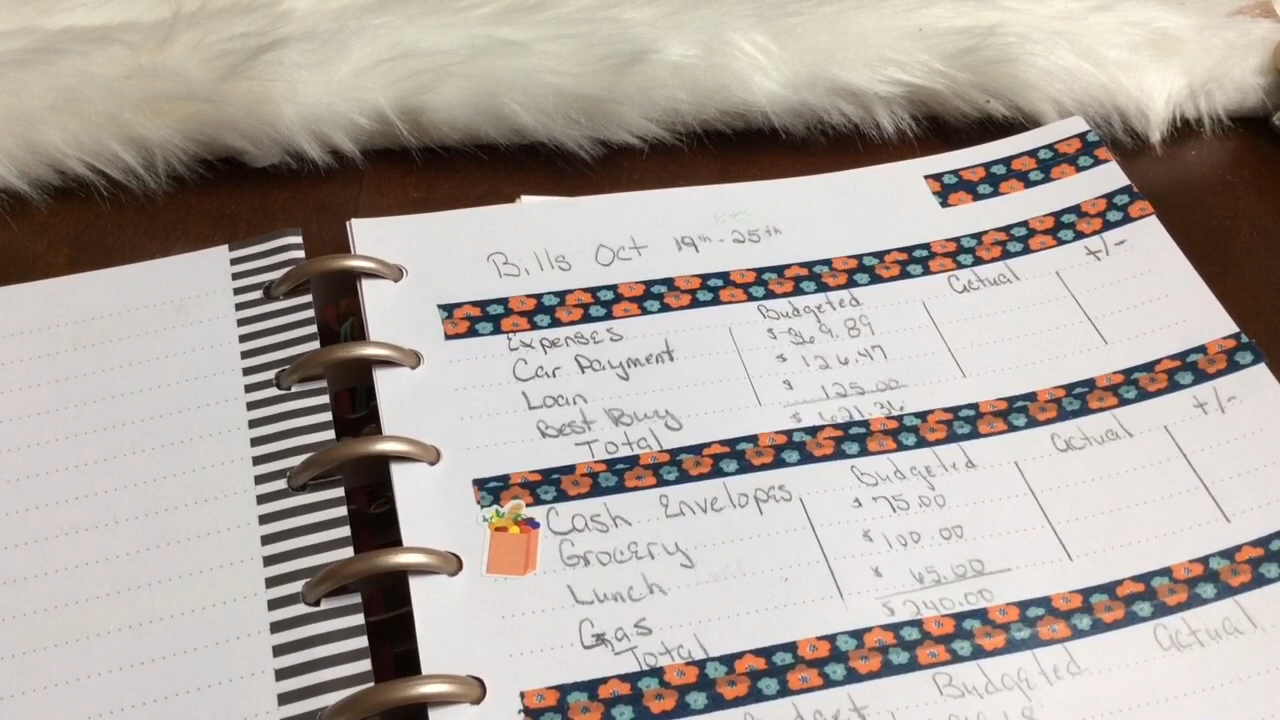 Bills Oct 19th - 25th
Expenses Budgeted Actual +/-
Car Payment $369.89
Loan $126.47
Best Buy $125.00
Total $621.36
Cash Envelopes Budgeted Actual +/-
Grocery $75.00
Lunch $100.00
Gas $65.00
Total $240.00
Budget Budgeted Actual